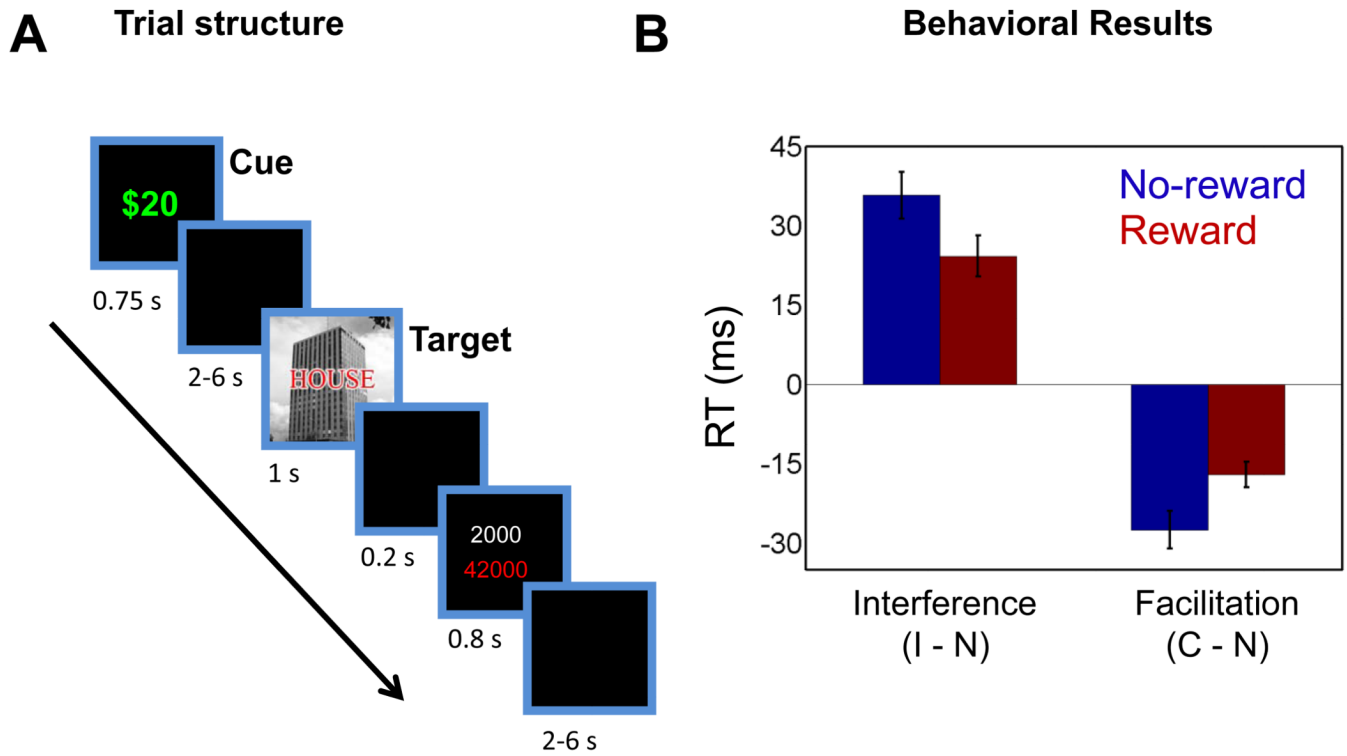 A
Trial structure
Cue
$20
0.75 s
2-6 s
Target
HOUSE
1 s
0.2 s
2000
42000
0.8 s
2-6 s
B
Behavioral Results
RT (ms)
45
30
15
0
-15
-30
No-reward
Reward
Interference
(I - N)
Facilitation
(C - N)